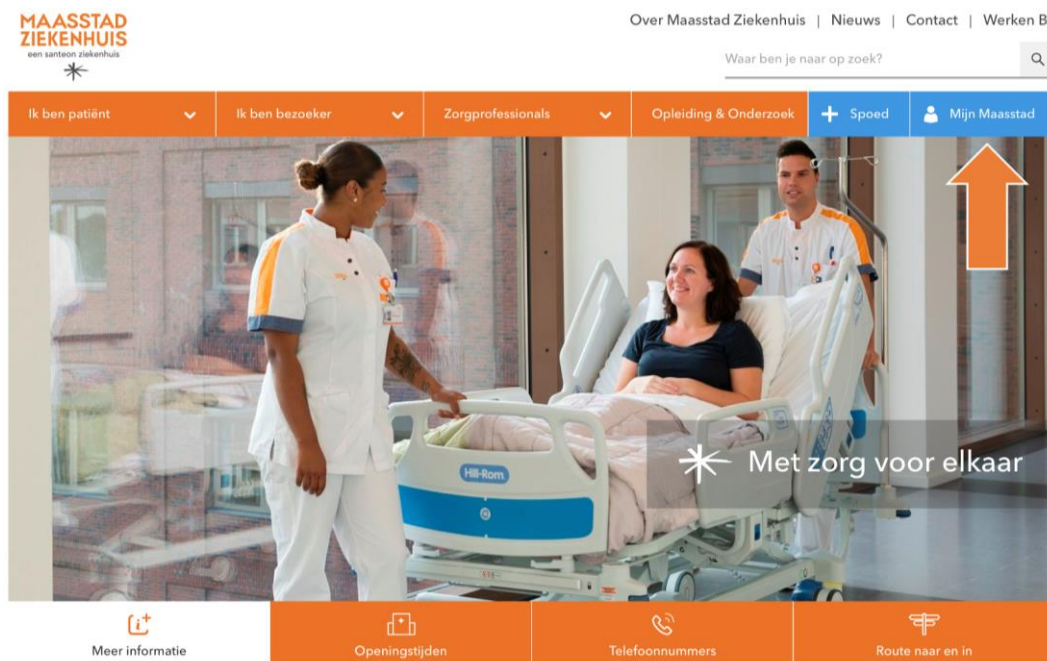 MAASSTAD
ZIEKENHUIS
een santeon ziekenhuis
Over Maasstad Ziekenhuis | Nieuws | Contact | Werken B
Waar ben je naar op zoek?
Ik ben patiënt
Ik ben bezoeker
Zorgprofessionals
Opleiding & Onderzoek
Spoed
Mijn Maasstad
Met zorg voor elkaar
Hill-Rom
Meer informatie
Openingstijden
Telefoonnummers
Route naar en in